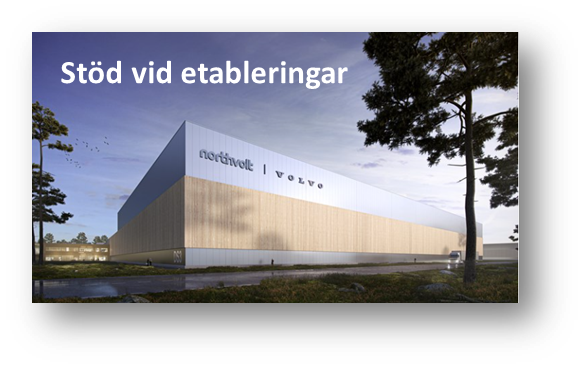 Stöd vid etableringar
northvolt | VOLVO